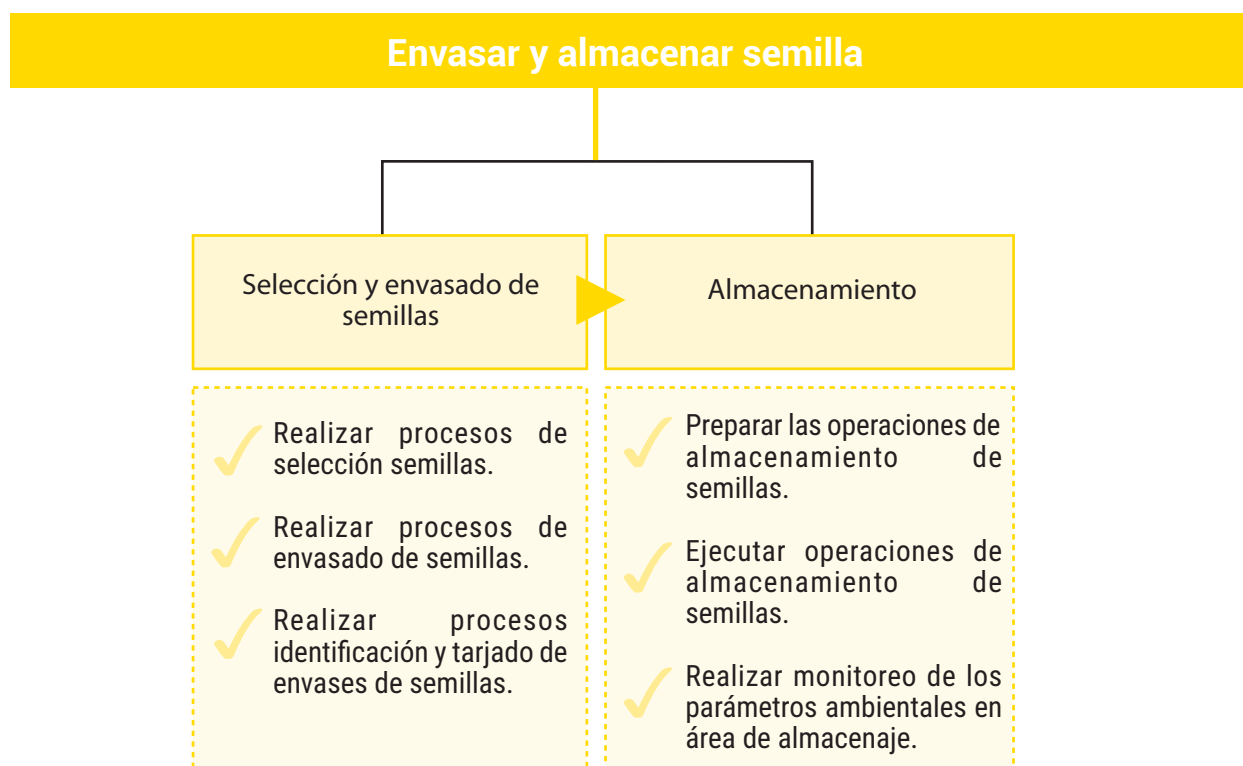 Envasar y almacenar semilla
Selección y envasado de
semillas
Almacenamiento
Realizar procesos de
selección semillas.
Realizar procesos de
envasado de semillas.
Realizar procesos
identificación y tarjado de
envases de semillas.
Preparar las operaciones de
almacenamiento de
semillas.
Ejecutar operaciones de
almacenamiento de
semillas.
Realizar monitoreo de los
parámetros ambientales en
área de almacenaje.